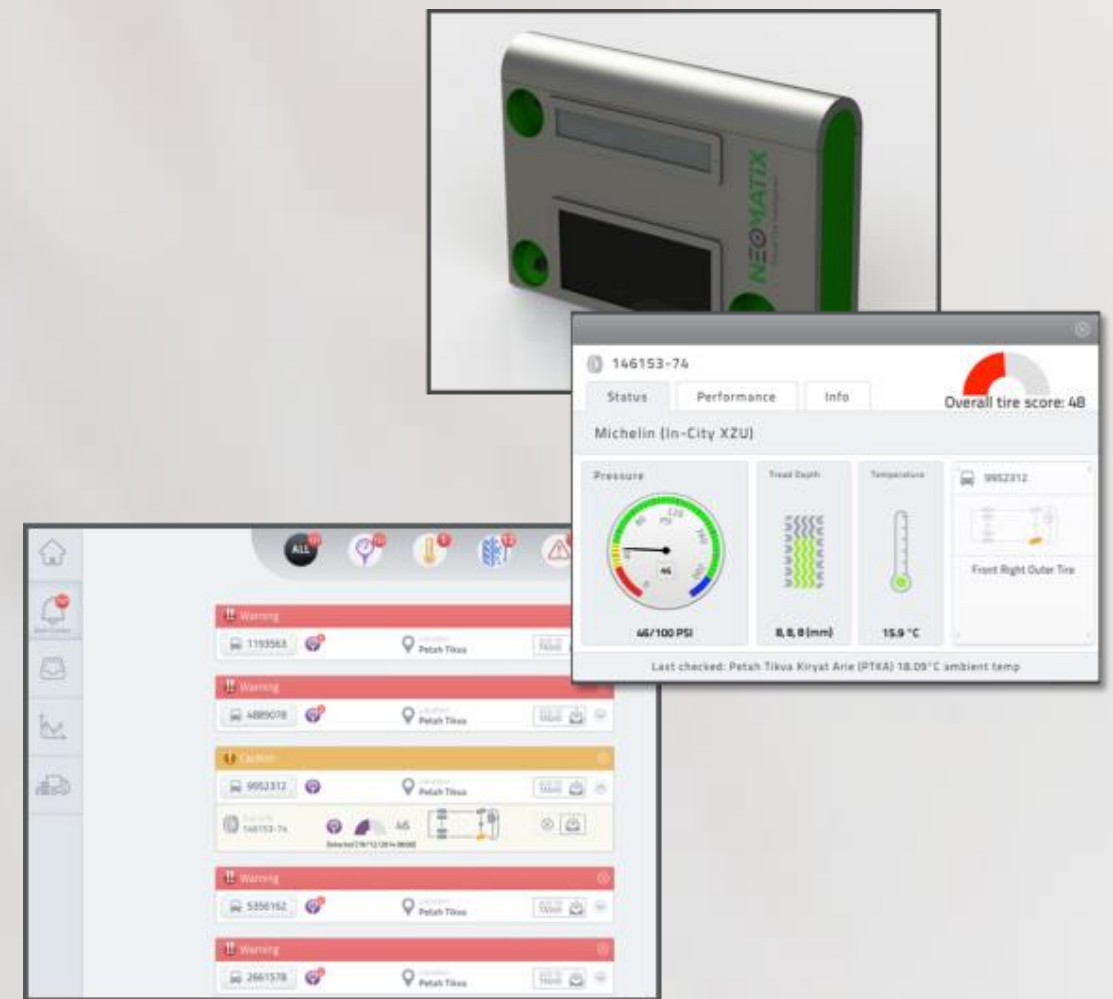 NEOMATIX
146153-74
Status Performance Info
Overall tire score: 48
Michelin (In-City XZU)
Pressure
Tread Depth
Temperature
9952312
PSI
46
Front Right Outer Tire
46/100 PSI
8, 8, 8 (mm)
15.9 °C
Last checked: Petah Tikva Kiryat Arie (PTKA) 18.09°C ambient temp
ALL
Warning
1193563 Petah Tikva
Warning
4889078 Petah Tikva
Caution
9952312 Petah Tikva
146153-74 46
Warning
5356162 Petah Tikva
Warning
2661578 Petah Tikva